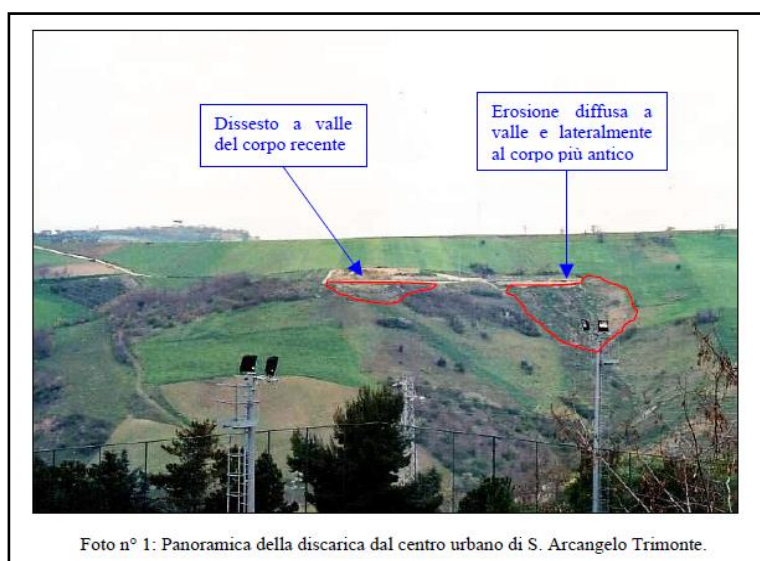 Dissesto a valle
del corpo recente
Erosione diffusa a
valle e lateralmente
al corpo più antico
Foto n° 1: Panoramica della discarica dal centro urbano di S. Arcangelo Trimonte.